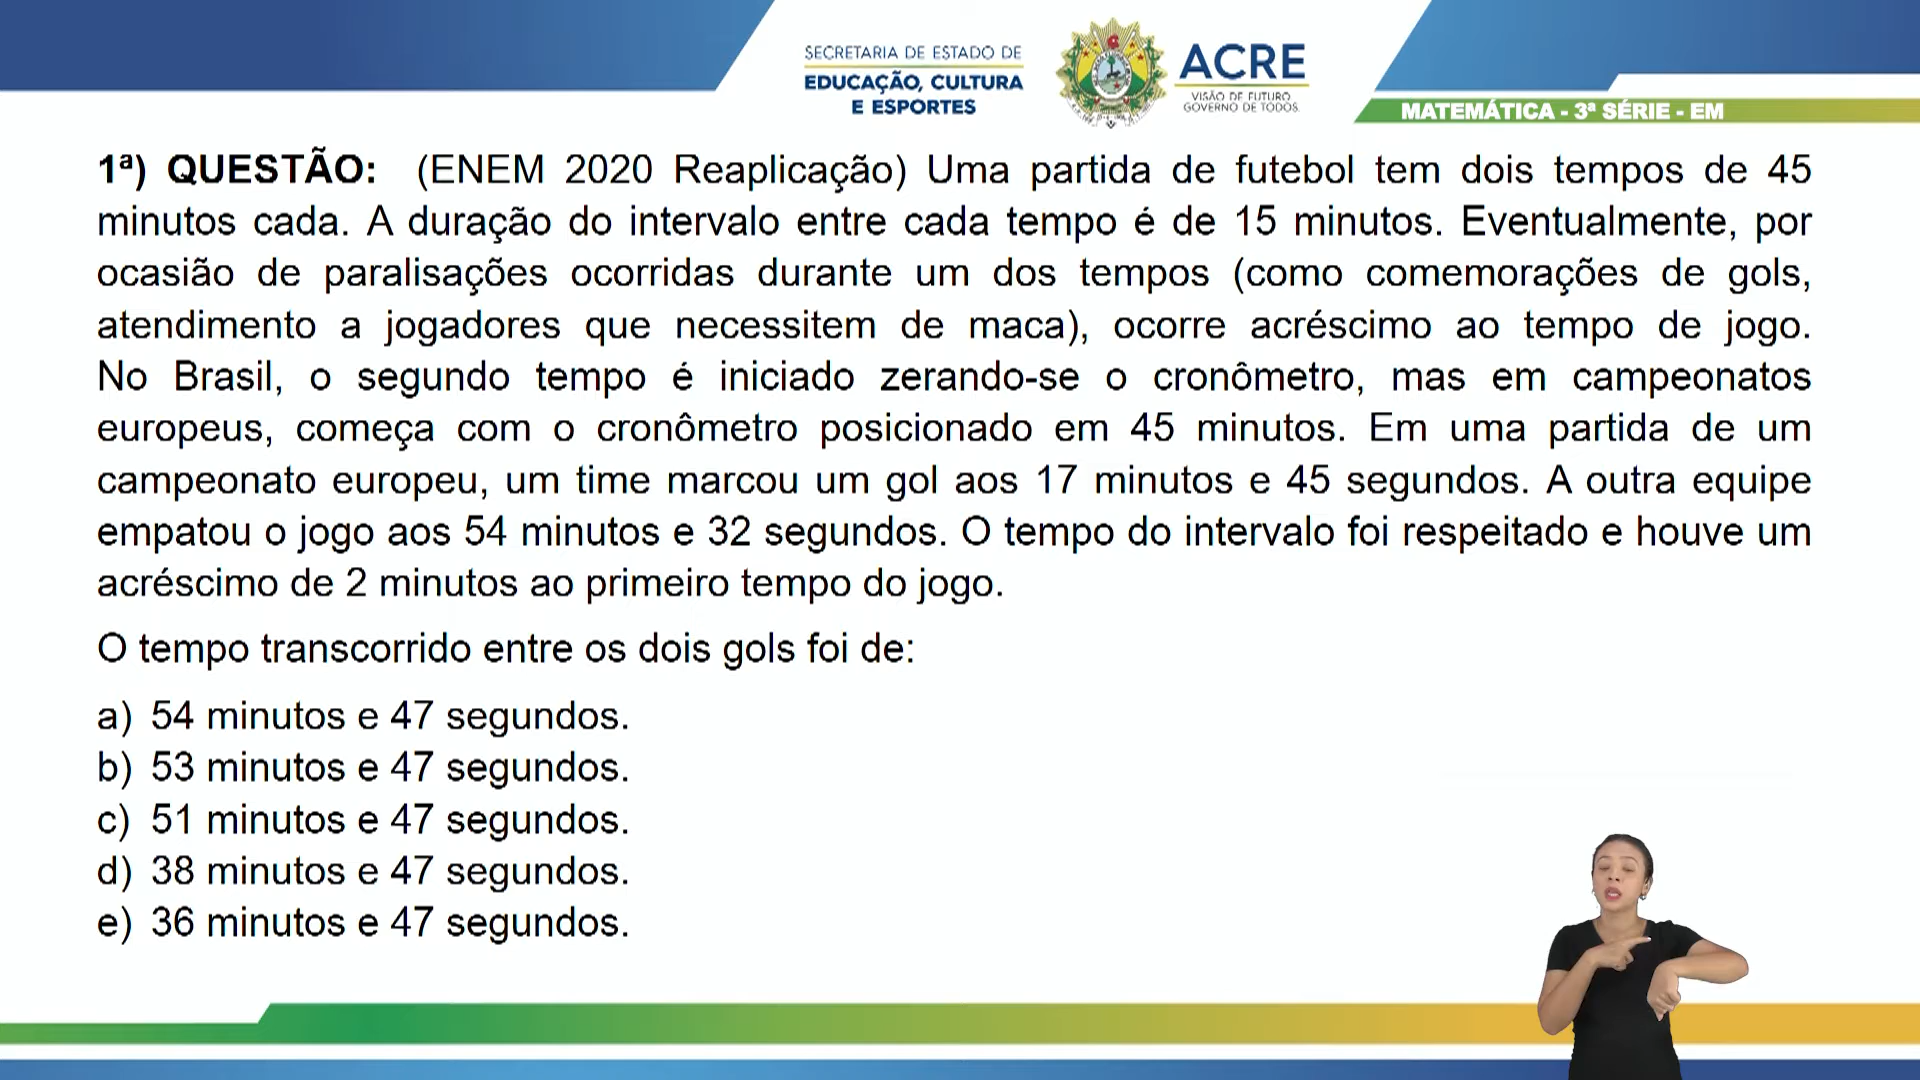 SECRETARIA DE ESTADO DE
EDUCAÇÃO, CULTURA
E ESPORTES
ACRE
VISÃO DE FUTURO
GOVERNO DE TODOS
MATEMÁTICA - 3ª SÉRIE - EM
1ª) QUESTÃO: (ENEM 2020 Reaplicação) Uma partida de futebol tem dois tempos de 45
minutos cada. A duração do intervalo entre cada tempo é de 15 minutos. Eventualmente, por
ocasião de paralisações ocorridas durante um dos tempos (como comemorações de gols,
atendimento a jogadores que necessitem de maca), ocorre acréscimo ao tempo de jogo.
No Brasil, o segundo tempo é iniciado zerando-se o cronômetro, mas em campeonatos
europeus, começa com o cronômetro posicionado em 45 minutos. Em uma partida de um
campeonato europeu, um time marcou um gol aos 17 minutos e 45 segundos. A outra equipe
empatou o jogo aos 54 minutos e 32 segundos. O tempo do intervalo foi respeitado e houve um
acréscimo de 2 minutos ao primeiro tempo do jogo.
O tempo transcorrido entre os dois gols foi de:
a) 54 minutos e 47 segundos.
b) 53 minutos e 47 segundos.
c) 51 minutos e 47 segundos.
d) 38 minutos e 47 segundos.
e) 36 minutos e 47 segundos.